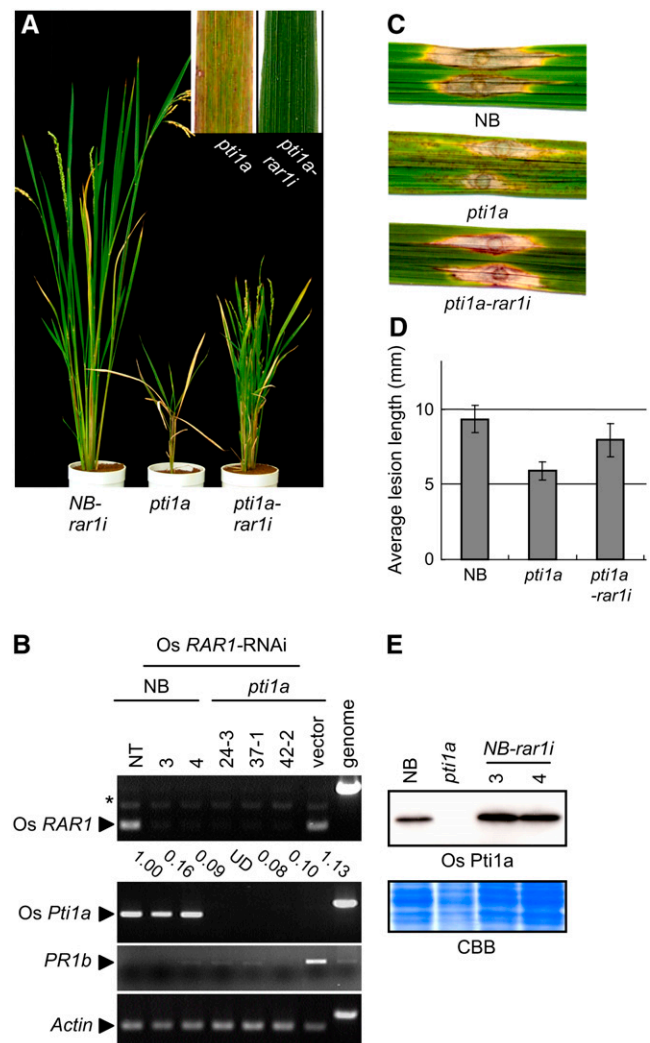 A
pti1a
pti1a-
rar1i
NB-
rar1i
pti1a
pti1a-
rar1i
C
NB
pti1a
pti1a-rar1i
D
Average lesion length (mm)
10
5
0
NB
pti1a
pti1a
-rar1i
B
Os RAR1-RNAi
NB
pti1a
NT
3
4
24-3
37-1
42-2
vector
genome
*
Os RAR1
1.00
0.16
0.09
UD
0.08
0.10
1.13
Os Pti1a
PR1b
Actin
E
NB
pti1a
NB-rar1i
3
4
Os Pti1a
CBB